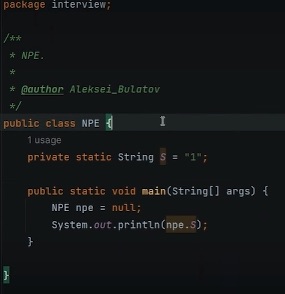 package interview;
/**
* NPE.
*
* @author Aleksei_Bulatov
*/
public class NPE {
1 usage
private static String S = "1";
public static void main(String[] args) {
NPE npe = null;
System.out.println(npe.S);
}
}